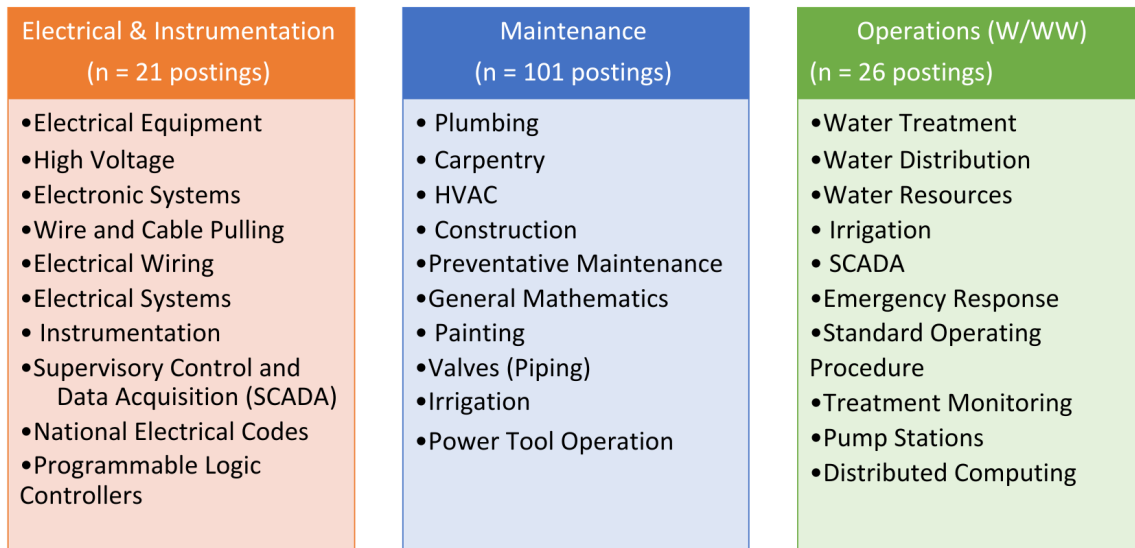 Electrical & Instrumentation
(n = 21 postings)
•Electrical Equipment
•High Voltage
•Electronic Systems
•Wire and Cable Pulling
•Electrical Wiring
•Electrical Systems
• Instrumentation
•Supervisory Control and
Data Acquisition (SCADA)
•National Electrical Codes
•Programmable Logic
Controllers
Maintenance
(n = 101 postings)
• Plumbing
• Carpentry
• HVAC
• Construction
•Preventative Maintenance
•General Mathematics
• Painting
•Valves (Piping)
•Irrigation
•Power Tool Operation
Operations (W/WW)
(n = 26 postings)
•Water Treatment
•Water Distribution
•Water Resources
• Irrigation
• SCADA
•Emergency Response
•Standard Operating
Procedure
•Treatment Monitoring
•Pump Stations
•Distributed Computing